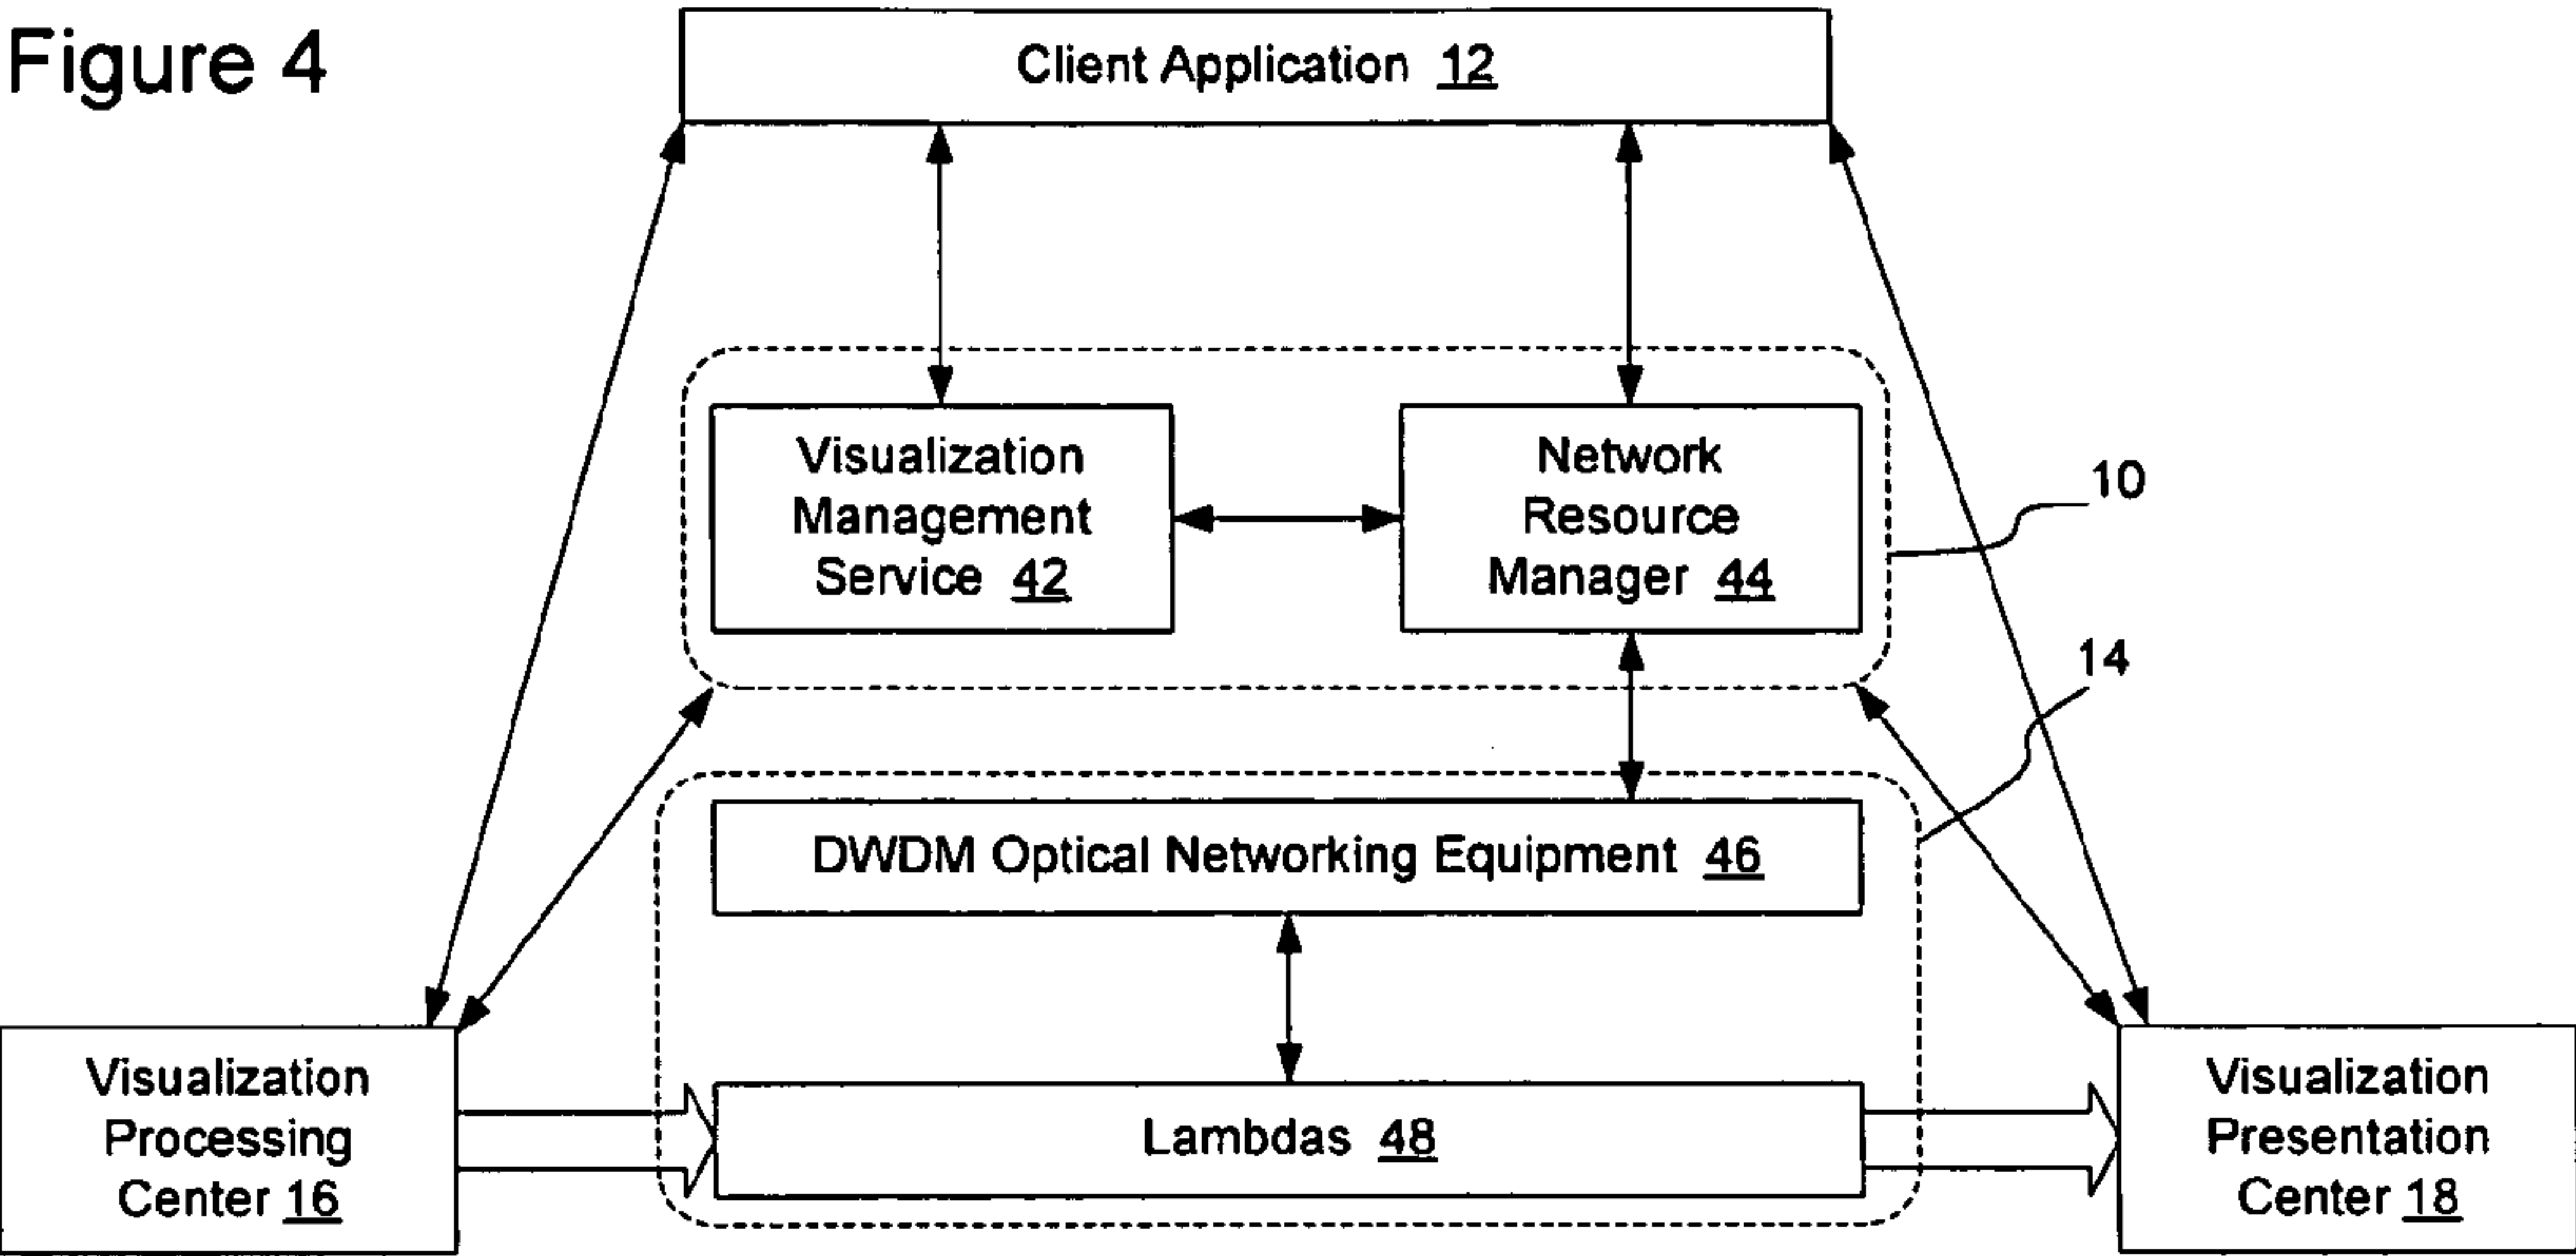 Figure 4
Client Application 12
Visualization
Management
Service 42
Network
Resource
Manager 44
10
14
DWDM Optical Networking Equipment 46
Visualization
Processing
Center 16
Lambdas 48
Visualization
Presentation
Center 18